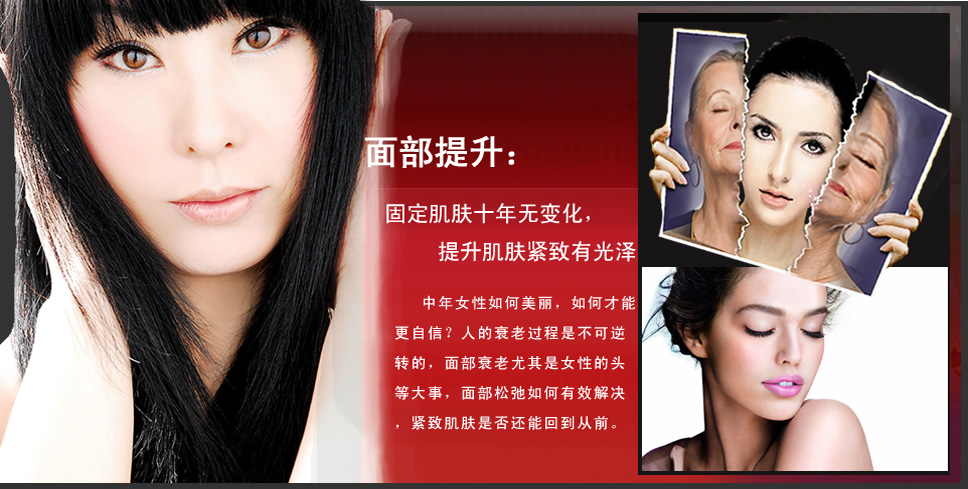 面部提升：
固定肌肤十年无变化，
提升肌肤紧致有光泽
中年女性如何美丽，如何才能
更自信？人的衰老过程是不可逆
转的，面部衰老尤其是女性的头
等大事，面部松弛如何有效解决
，紧致肌肤是否还能回到从前。